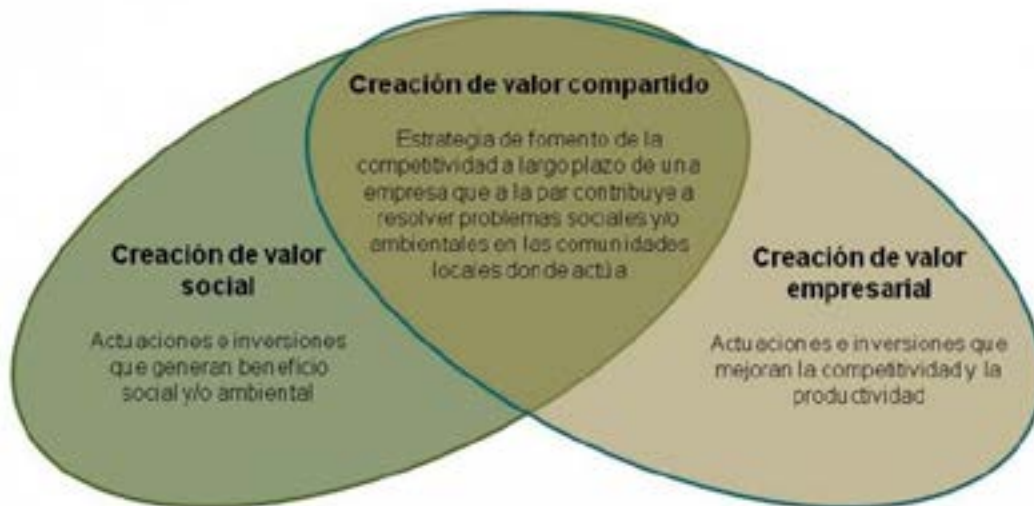 Creación de valor compartido
Estrategia de fomento de la
competitividad a largo plazo de una
empresa que a la par contribuye a
resolver problemas sociales y/o
ambientales en las comunidades
locales donde actúa
Creación de valor
social
Actuaciones e inversiones
que generan beneficio
social y/o ambiental
Creación de valor
empresarial
Actuaciones e inversiones que
mejoran la competitividad y la
productividad